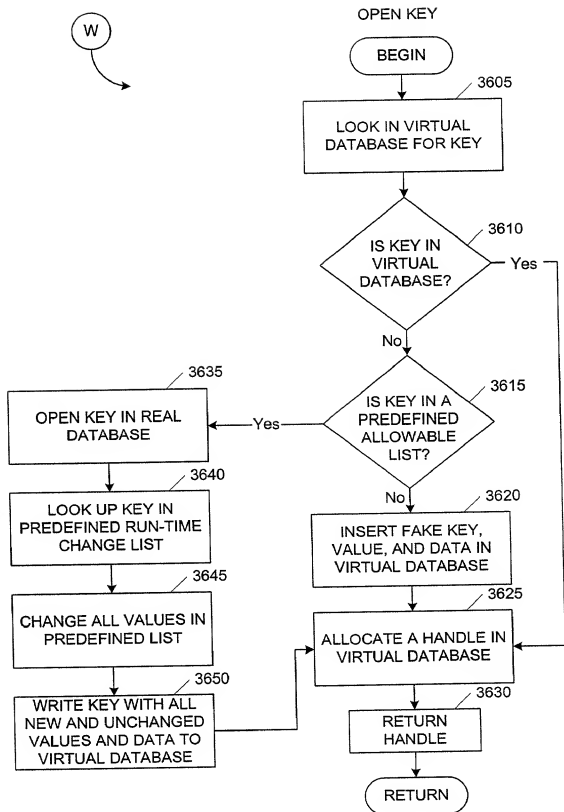 OPEN KEY
W
BEGIN
3605
LOOK IN VIRTUAL
DATABASE FOR KEY
3610
IS KEY IN
VIRTUAL
DATABASE?
Yes
No
3615
IS KEY IN A
PREDEFINED
ALLOWABLE
LIST?
Yes
No
3635
OPEN KEY IN REAL
DATABASE
3640
LOOK UP KEY IN
PREDEFINED RUN-TIME
CHANGE LIST
3645
CHANGE ALL VALUES IN
PREDEFINED LIST
3650
WRITE KEY WITH ALL
NEW AND UNCHANGED
VALUES AND DATA TO
VIRTUAL DATABASE
3620
INSERT FAKE KEY,
VALUE, AND DATA IN
VIRTUAL DATABASE
3625
ALLOCATE A HANDLE IN
VIRTUAL DATABASE
3630
RETURN
HANDLE
RETURN